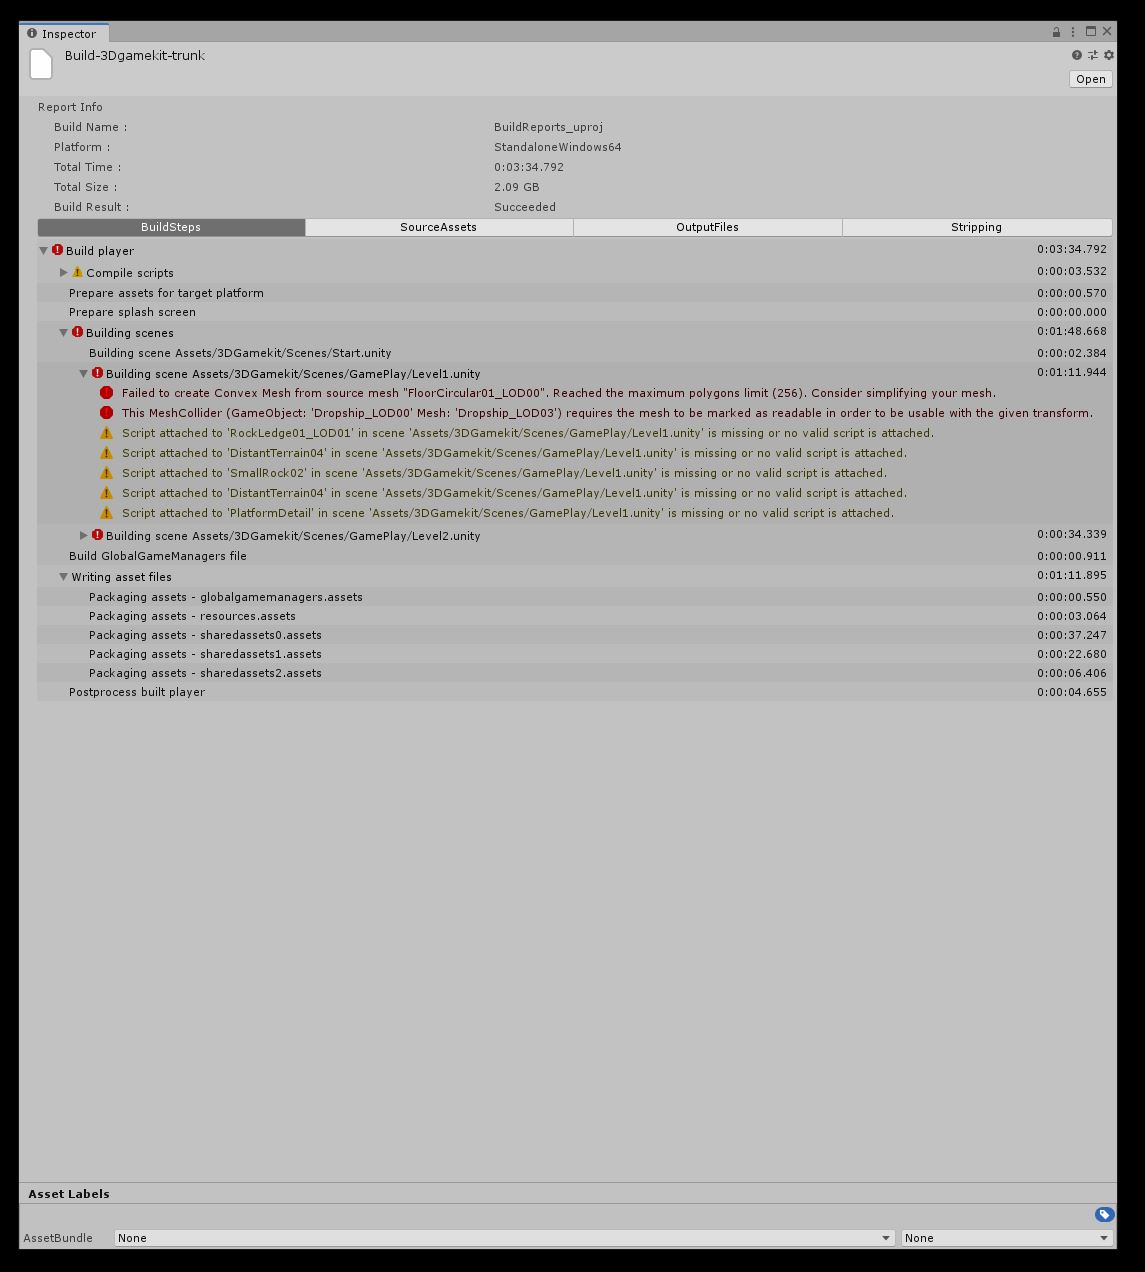 Inspector
Build-3Dgamekit-trunk
Open
Report Info
Build Name : BuildReports_uproj
Platform : StandaloneWindows64
Total Time : 0:03:34.792
Total Size : 2.09 GB
Build Result : Succeeded
BuildSteps SourceAssets OutputFiles Stripping
Build player 0:03:34.792
Compile scripts 0:00:03.532
Prepare assets for target platform 0:00:00.570
Prepare splash screen 0:00:00.000
Building scenes 0:01:48.668
Building scene Assets/3DGamekit/Scenes/Start.unity 0:00:02.384
Building scene Assets/3DGamekit/Scenes/GamePlay/Level1.unity 0:01:11.944
Failed to create Convex Mesh from source mesh "FloorCircular01_LOD00". Reached the maximum polygons limit (256). Consider simplifying your mesh.
This MeshCollider (GameObject: 'Dropship_LOD00' Mesh: 'Dropship_LOD03') requires the mesh to be marked as readable in order to be usable with the given transform.
Script attached to 'RockLedge01_LOD01' in scene 'Assets/3DGamekit/Scenes/GamePlay/Level1.unity' is missing or no valid script is attached.
Script attached to 'DistantTerrain04' in scene 'Assets/3DGamekit/Scenes/GamePlay/Level1.unity' is missing or no valid script is attached.
Script attached to 'SmallRock02' in scene 'Assets/3DGamekit/Scenes/GamePlay/Level1.unity' is missing or no valid script is attached.
Script attached to 'DistantTerrain04' in scene 'Assets/3DGamekit/Scenes/GamePlay/Level1.unity' is missing or no valid script is attached.
Script attached to 'PlatformDetail' in scene 'Assets/3DGamekit/Scenes/GamePlay/Level1.unity' is missing or no valid script is attached.
Building scene Assets/3DGamekit/Scenes/GamePlay/Level2.unity 0:00:34.339
Build GlobalGameManagers file 0:00:00.911
Writing asset files 0:01:11.895
Packaging assets - globalgamemanagers.assets 0:00:00.550
Packaging assets - resources.assets 0:00:03.064
Packaging assets - sharedassets0.assets 0:00:37.247
Packaging assets - sharedassets1.assets 0:00:22.680
Packaging assets - sharedassets2.assets 0:00:06.406
Postprocess built player 0:00:04.655
Asset Labels
AssetBundle None None